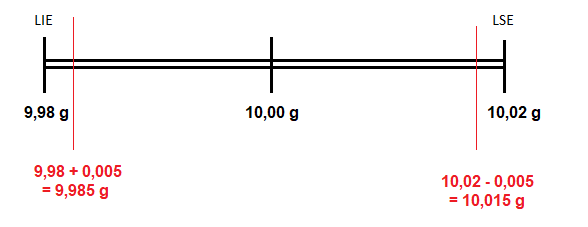 LIE
LSE
9,98 g
10,00 g
10,02 g
9,98 + 0,005
= 9,985 g
10,02 - 0,005
= 10,015 g